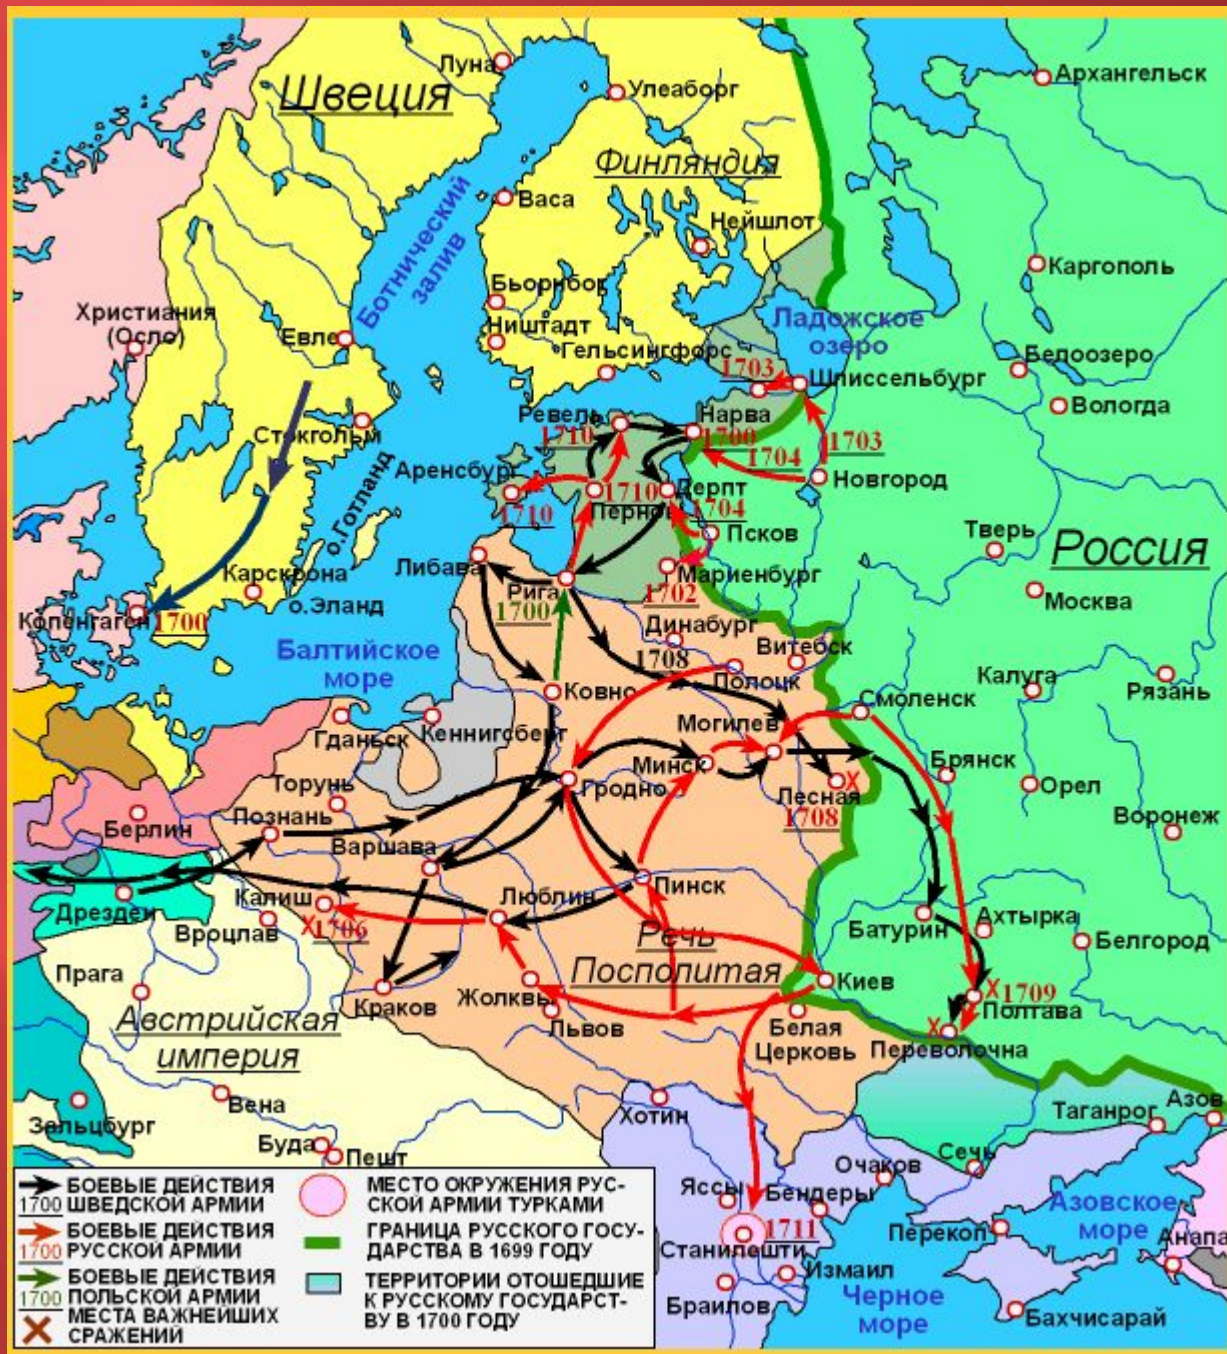 Луна
Швеция
Улеаборг
Архангельск
Финляндия
Васа
Ботнический
залив
Нейшлот
Каргополь
Бьорнборг
Христиания
(Осло)
Евле
Ништадт
Ладожское
озеро
Гельсингфорс
1703
Шлиссельбург
Белоозеро
Вологда
Стокгольм
Ревель
1710
Нарва
1700
1704
1703
Аренсбург
1710
о.Готланд
1710
Пернов
Дерпт
1704
Новгород
Псков
Тверь
Россия
Либава
Карскрона
о.Эланд
Рига
1700
Мариенбург
1702
Москва
Копенгаген
1700
Динабург
1708
Витебск
Балтийское
море
Ковно
Полоцк
Калуга
Рязань
Смоленск
Гданьск
Кеннигсберг
Могилев
Минск
Брянск
Торунь
Гродно
Лесная
1708
Х
Орел
Берлин
Познань
Варшава
Воронеж
Дрезден
Калиш
Х
1706
Люблин
Пинск
Вроцлав
Батурин
Ахтырка
Белгород
Речь
Посполитая
Прага
Краков
Жолквы
Киев
Львов
Х
1709
Полтава
Австрийская
империя
Белая
Церковь
Х
Переволочна
Вена
Зальцбург
Хотин
Таганрог
Азов
Буда
Пешт
Очаков
Сечь
Яссы
Бендеры
Азовское
море
Перекоп
1711
Станилешти
Анапа
Измаил
Браилов
Черное
море
Бахчисарай
БОЕВЫЕ ДЕЙСТВИЯ
1700 ШВЕДСКОЙ АРМИИ
БОЕВЫЕ ДЕЙСТВИЯ
1700 РУССКОЙ АРМИИ
БОЕВЫЕ ДЕЙСТВИЯ
1700 ПОЛЬСКОЙ АРМИИ
МЕСТА ВАЖНЕЙШИХ
СРАЖЕНИЙ
МЕСТО ОКРУЖЕНИЯ РУС-
СКОЙ АРМИИ ТУРКАМИ
ГРАНИЦА РУССКОГО ГОСУ-
ДАРСТВА В 1699 ГОДУ
ТЕРРИТОРИИ ОТОШЕДШИЕ
К РУССКОМУ ГОСУДАРСТ-
ВУ В 1700 ГОДУ